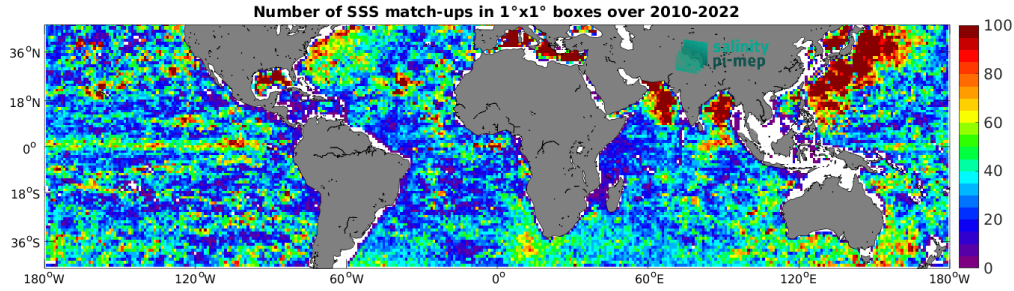 Number of SSS match-ups in 1°x1° boxes over 2010-2022
36°N
18°N
0°
18°S
36°S
180°W
120°W
60°W
0°
60°E
120°E
180°W
salinity
pi-mep
100
80
60
40
20
0